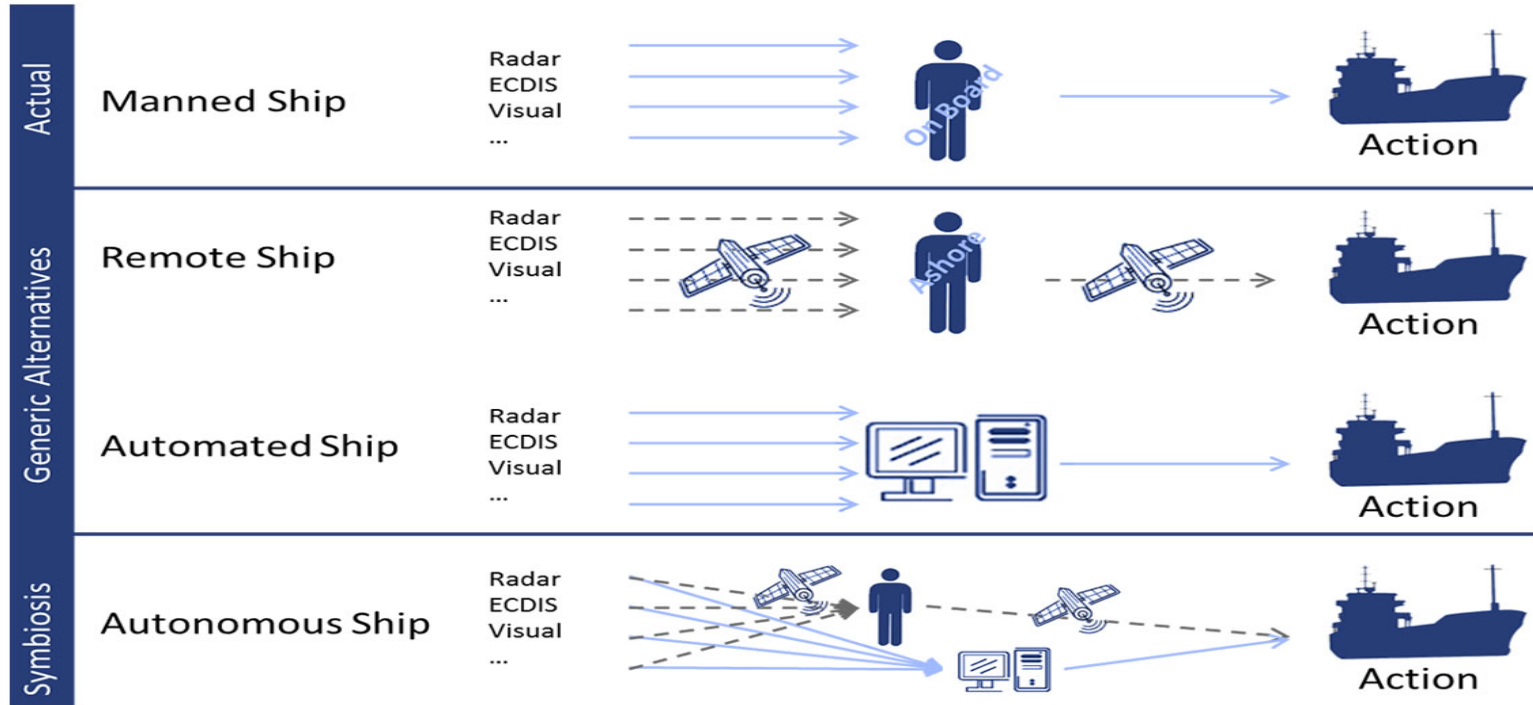 Actual
Manned Ship
Radar
ECDIS
Visual
...
On Board
Action
Generic Alternatives
Remote Ship
Radar
ECDIS
Visual
...
Ashore
Action
Automated Ship
Radar
ECDIS
Visual
...
Action
Symbiosis
Autonomous Ship
Radar
ECDIS
Visual
...
Action